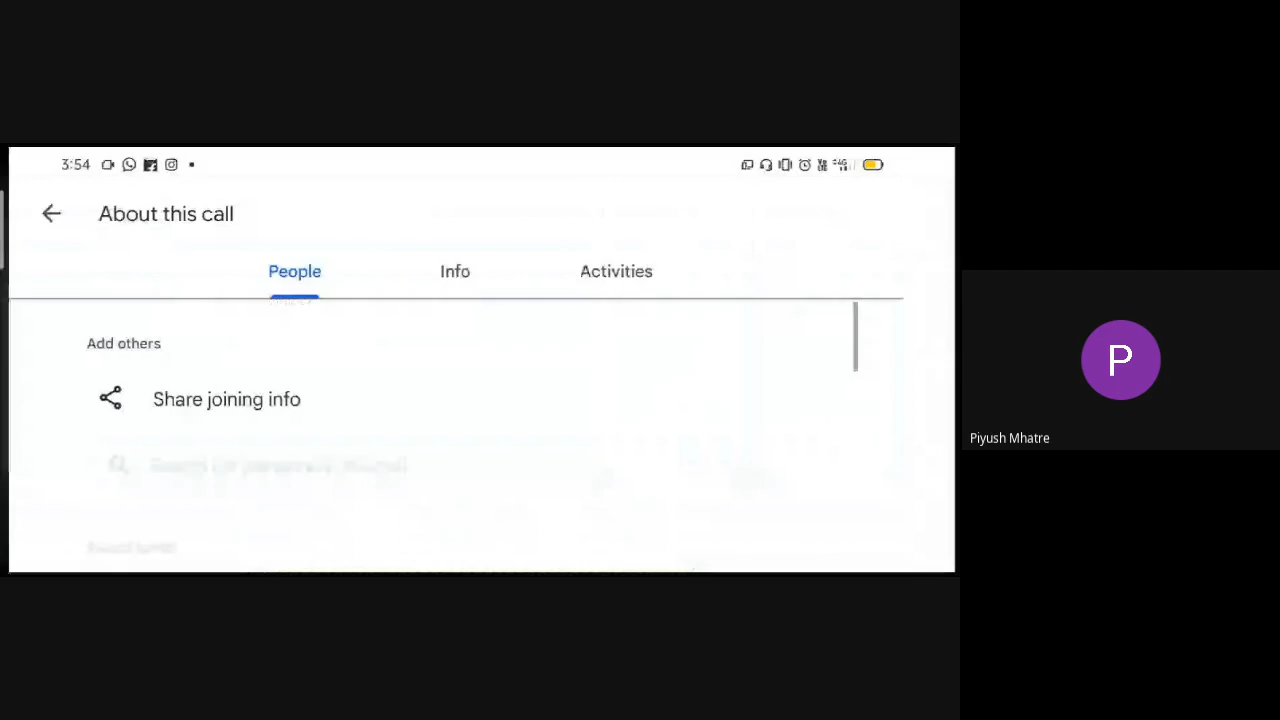 3:54
About this call
People
Info
Activities
Add others
Share joining info
P
Piyush Mhatre